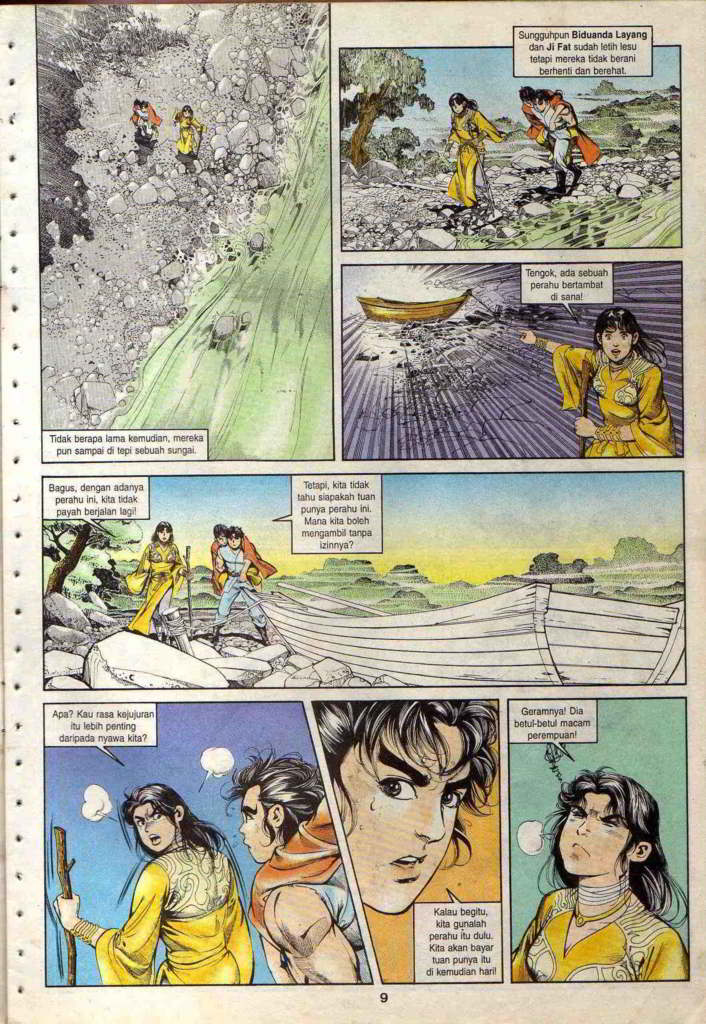 Tidak berapa lama kemudian, mereka
pun sampai di tepi sebuah sungai.
Sungguhpun Biduanda Layang
dan Ji Fat sudah letih lesu
tetapi mereka tidak berani
berhenti dan berehat.
Tengok, ada sebuah
perahu bertambat
di sana!
Bagus, dengan adanya
perahu ini, kita tidak
payah berjalan lagi!
Tetapi, kita tidak
tahu siapakah tuan
punya perahu ini.
Mana kita boleh
mengambil tanpa
izinnya?
Apa? Kau rasa kejujuran
itu lebih penting
daripada nyawa kita?
Kalau begitu,
kita gunalah
perahu itu dulu.
Kita akan bayar
tuan punya itu
di kemudian hari!
Geramnya! Dia
betul-betul macam
perempuan!
9